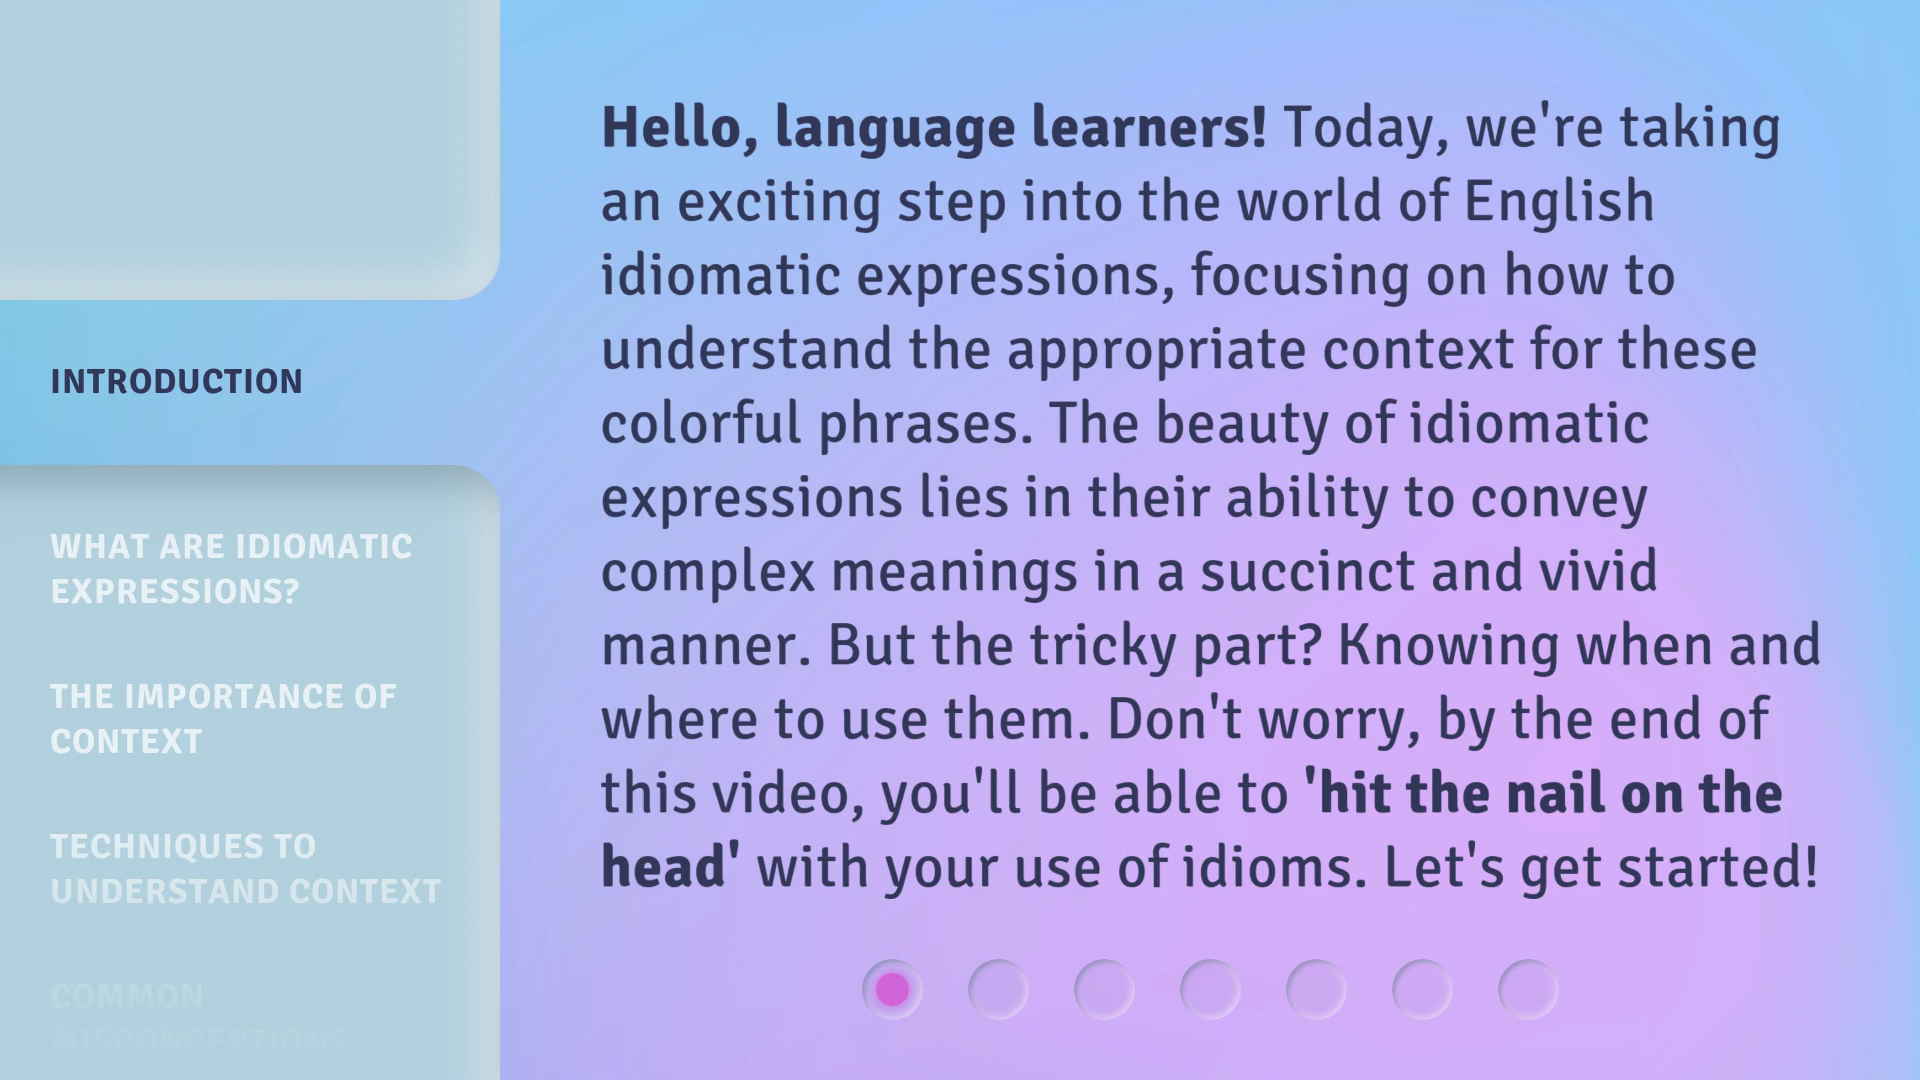 INTRODUCTION
WHAT ARE IDIOMATIC
EXPRESSIONS?
THE IMPORTANCE OF
CONTEXT
TECHNIQUES TO
UNDERSTAND CONTEXT
COMMON
MISCONCEPTIONS
Hello, language learners! Today, we're taking
an exciting step into the world of English
idiomatic expressions, focusing on how to
understand the appropriate context for these
colorful phrases. The beauty of idiomatic
expressions lies in their ability to convey
complex meanings in a succinct and vivid
manner. But the tricky part? Knowing when and
where to use them. Don't worry, by the end of
this video, you'll be able to 'hit the nail on the
head' with your use of idioms. Let's get started!